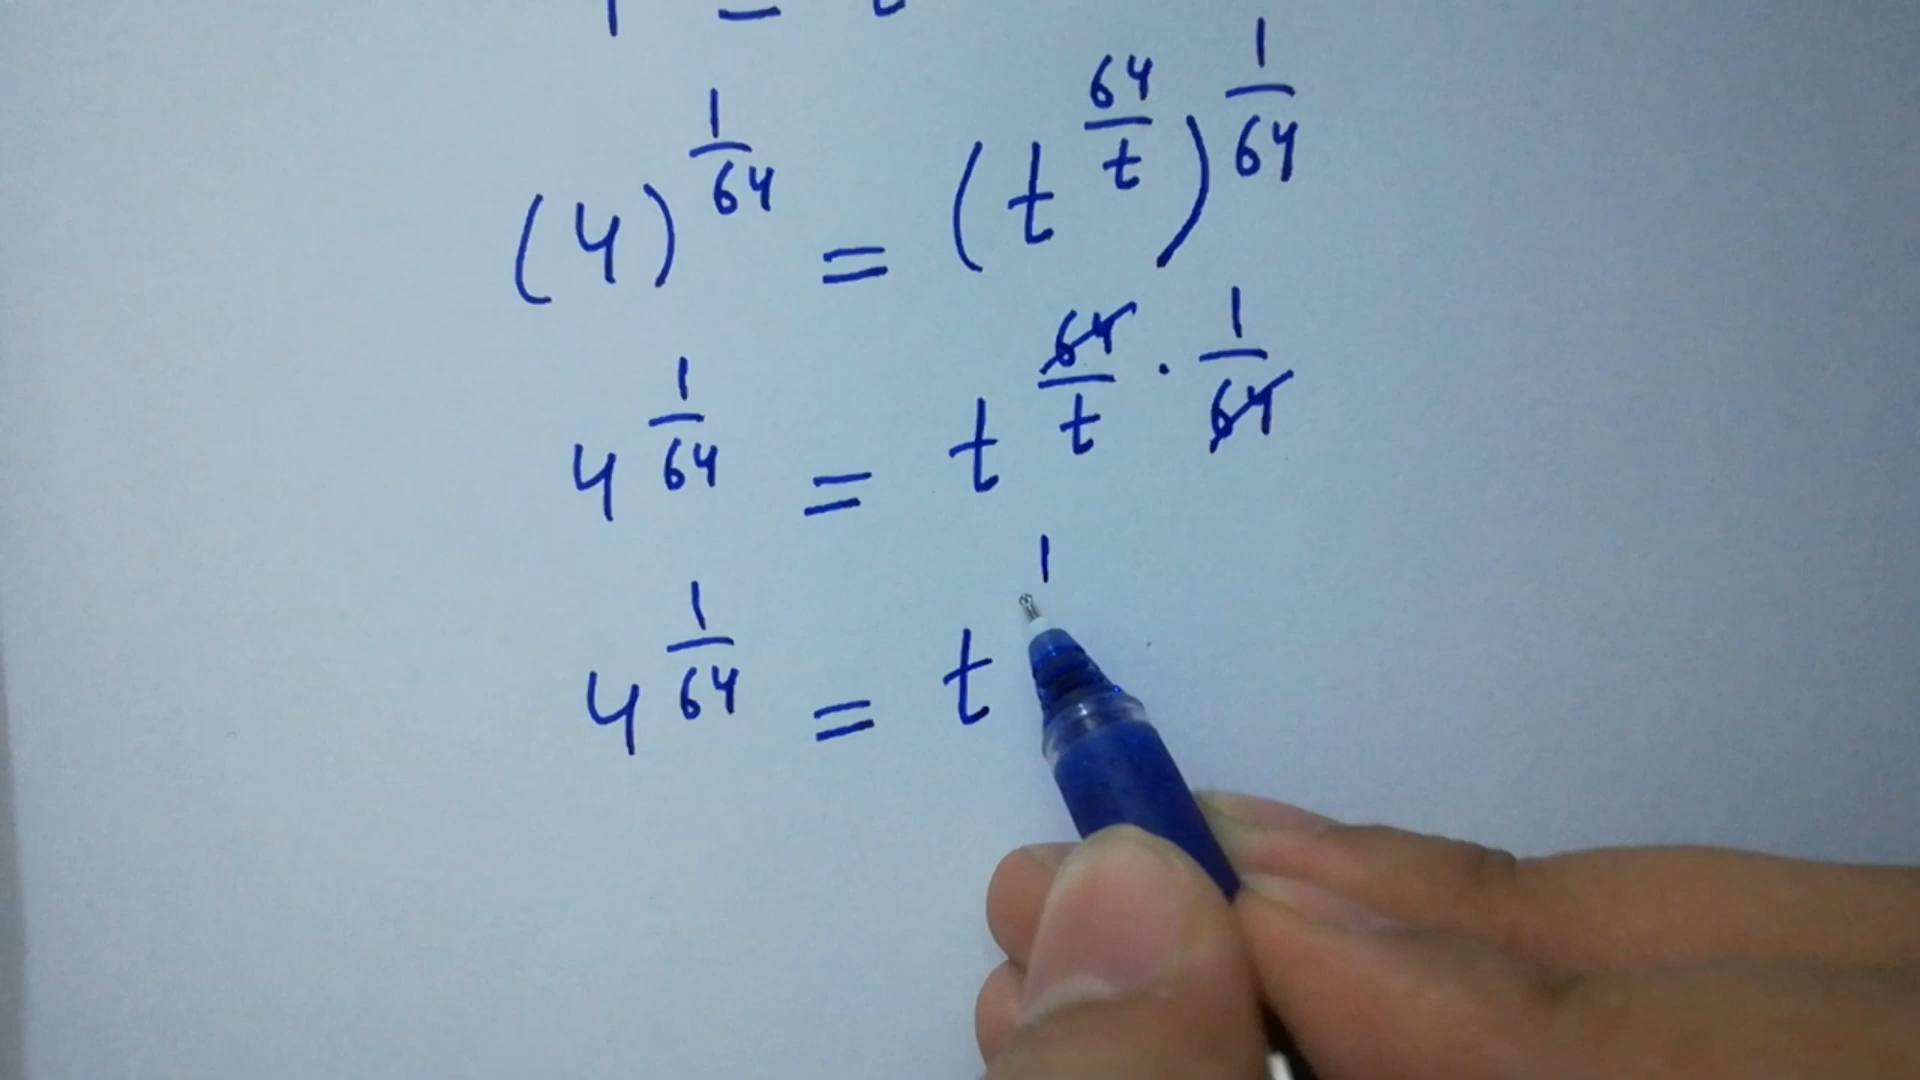 (4)^(1/64) = (t^(64/t))^(1/64)
4^(1/64) = t^(64/t · 1/64)
4^(1/64) = t^1